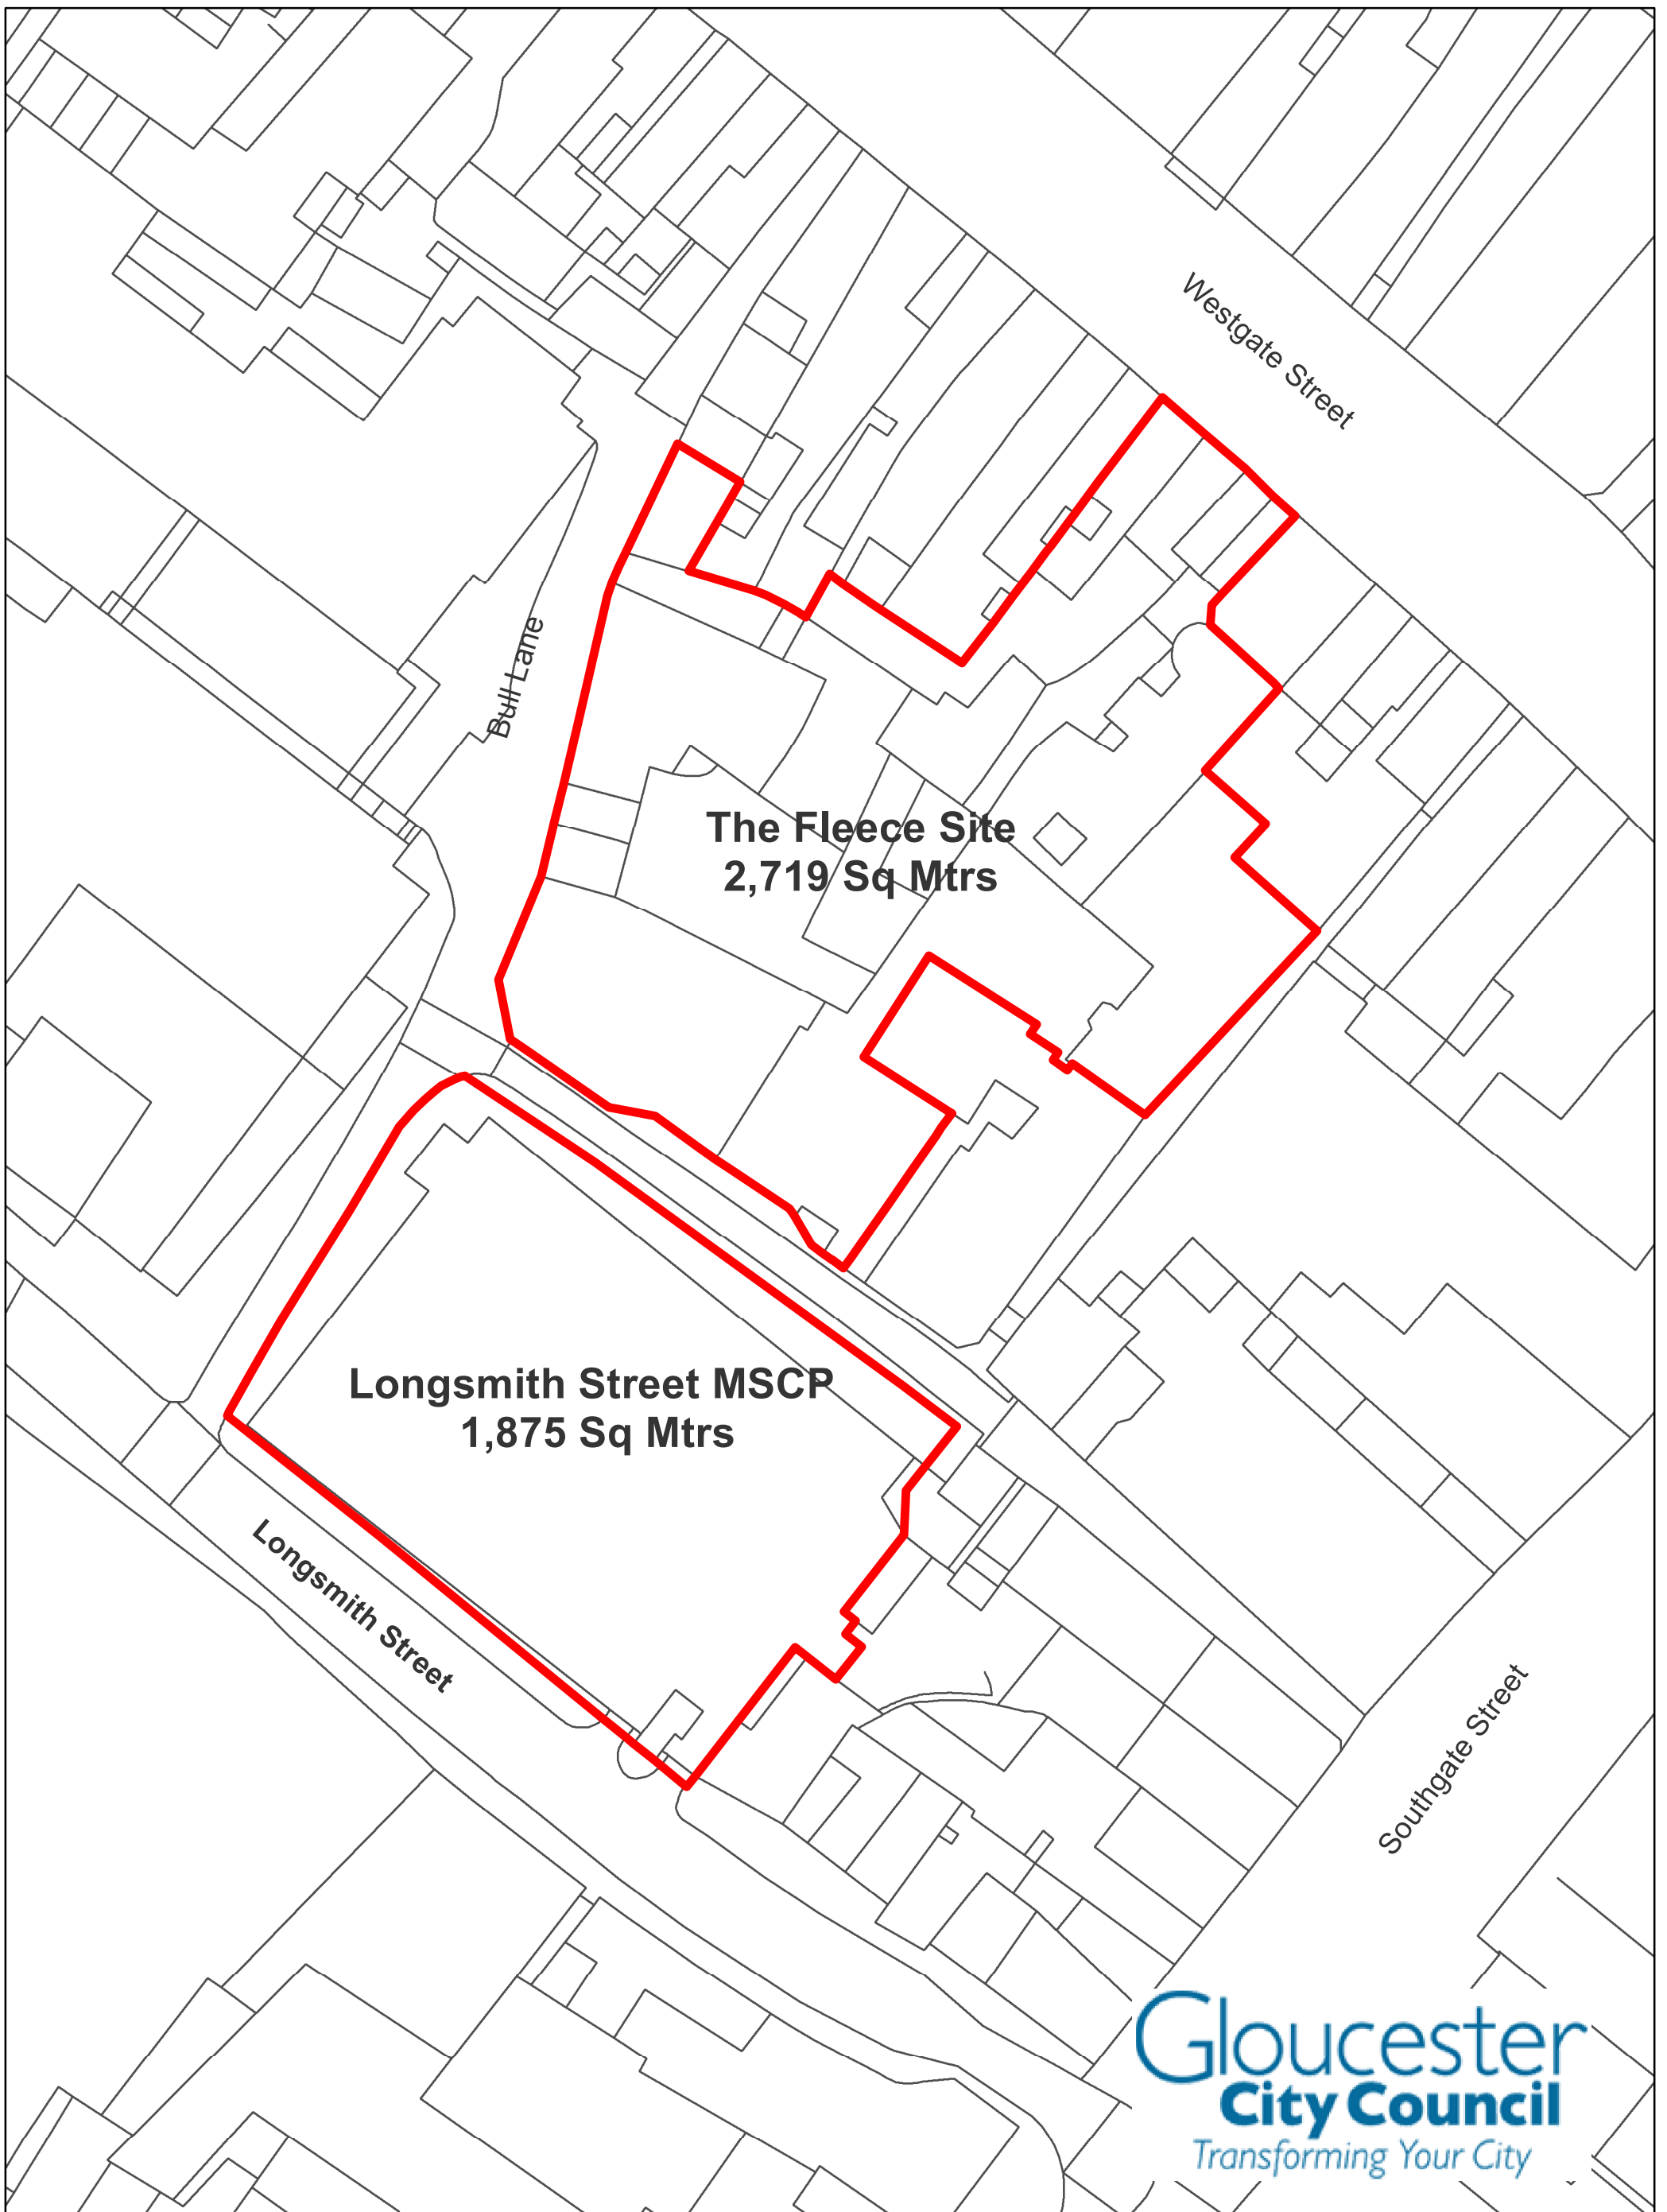 Westgate Street
Bull Lane
The Fleece Site
2,719 Sq Mtrs
Longsmith Street MSCP
1,875 Sq Mtrs
Longsmith Street
Southgate Street
Gloucester
City Council
Transforming Your City